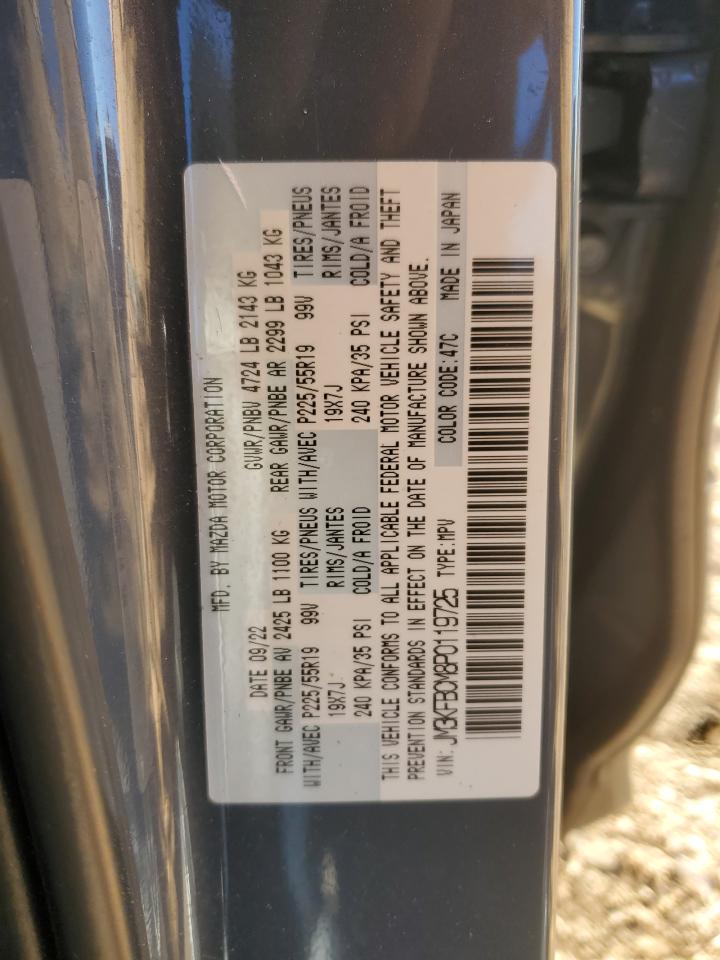 MFD. BY MAZDA MOTOR CORPORATION
DATE 09/22 GVWR/PNBV 4724 LB 2143 KG
FRONT GAWR/PNBE AV 2425 LB 1100 KG REAR GAWR/PNBE AR 2299 LB 1043 KG
WITH/AVEC P225/55R19 99V TIRES/PNEUS WITH/AVEC P225/55R19 99V TIRES/PNEUS
19X7J RIMS/JANTES 19X7J RIMS/JANTES
240 KPA/35 PSI COLD/A FROID 240 KPA/35 PSI COLD/A FROID
THIS VEHICLE CONFORMS TO ALL APPLICABLE FEDERAL MOTOR VEHICLE SAFETY AND THEFT
PREVENTION STANDARDS IN EFFECT ON THE DATE OF MANUFACTURE SHOWN ABOVE.
VIN: JM3KFBCM8P0119725 TYPE:MPV COLOR CODE:47C MADE IN JAPAN